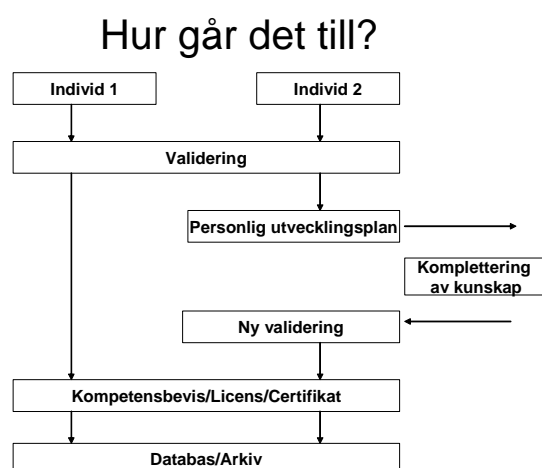 Hur går det till?
Individ 1
Individ 2
Validering
Personlig utvecklingsplan
Komplettering
av kunskap
Ny validering
Kompetensbevis/Licens/Certifikat
Databas/Arkiv